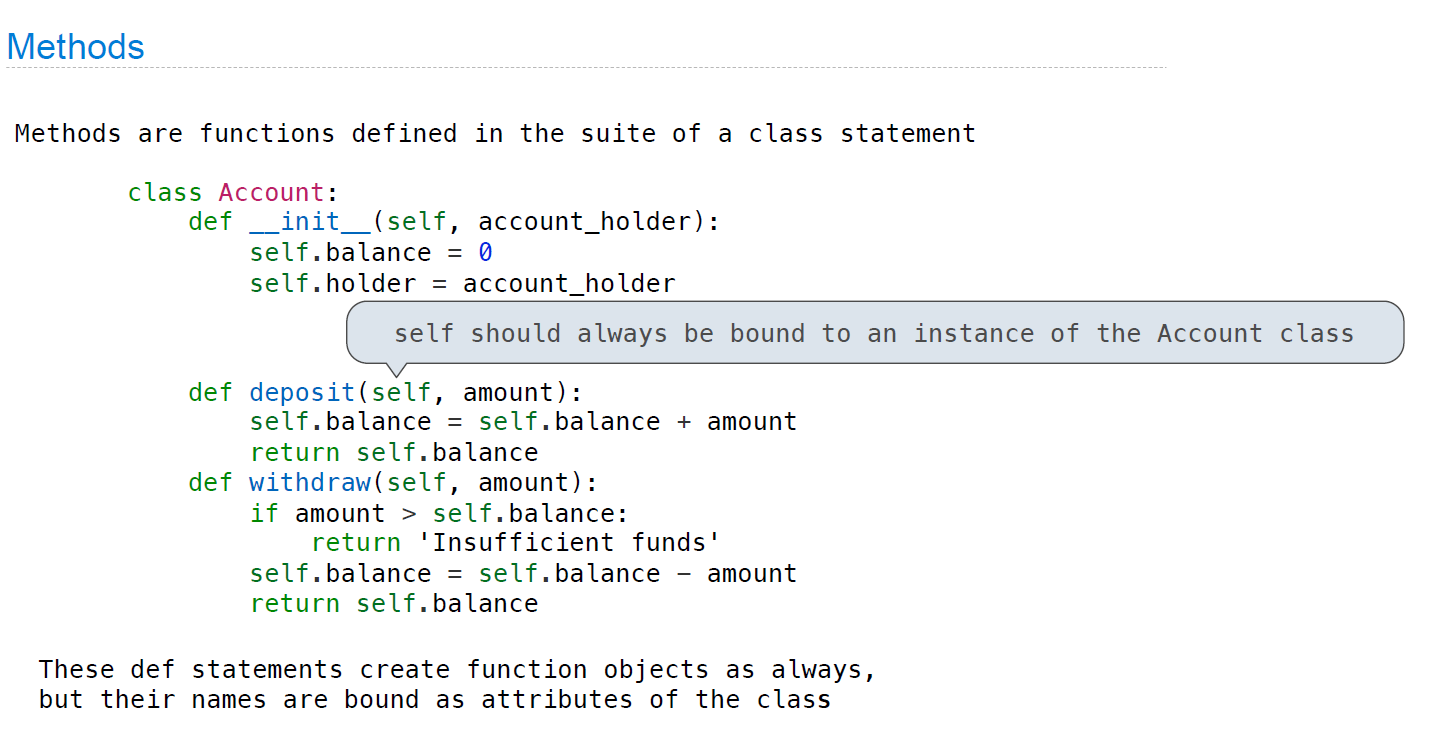 Methods
Methods are functions defined in the suite of a class statement
class Account:
    def __init__(self, account_holder):
        self.balance = 0
        self.holder = account_holder
self should always be bound to an instance of the Account class
    def deposit(self, amount):
        self.balance = self.balance + amount
        return self.balance
    def withdraw(self, amount):
        if amount > self.balance:
            return 'Insufficient funds'
        self.balance = self.balance − amount
        return self.balance
These def statements create function objects as always,
but their names are bound as attributes of the class